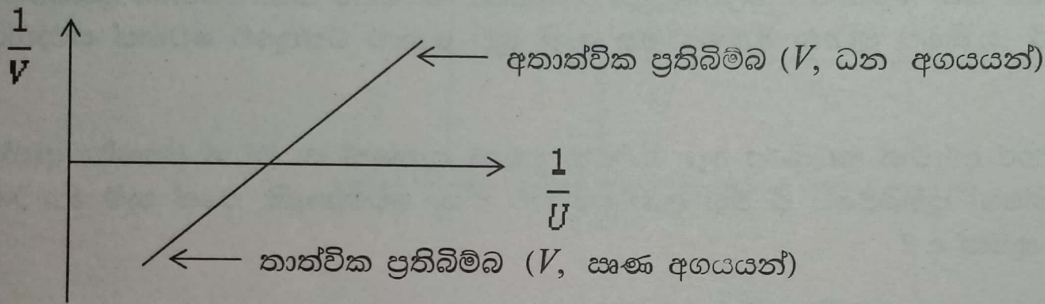 1
V
අතාත්වික ප්‍රතිබිම්බ (V, ධන අගයයන්)
1
U
තාත්වික ප්‍රතිබිම්බ (V, සෘණ අගයයන්)